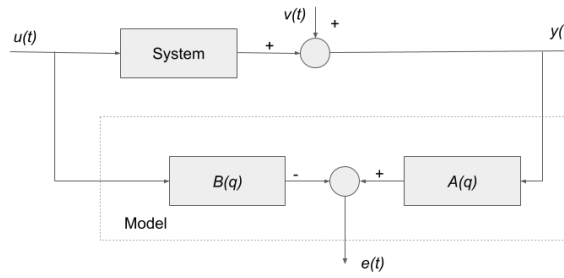 v(t)
+
u(t)
System
+
y(
B(q)
-
+
A(q)
Model
e(t)